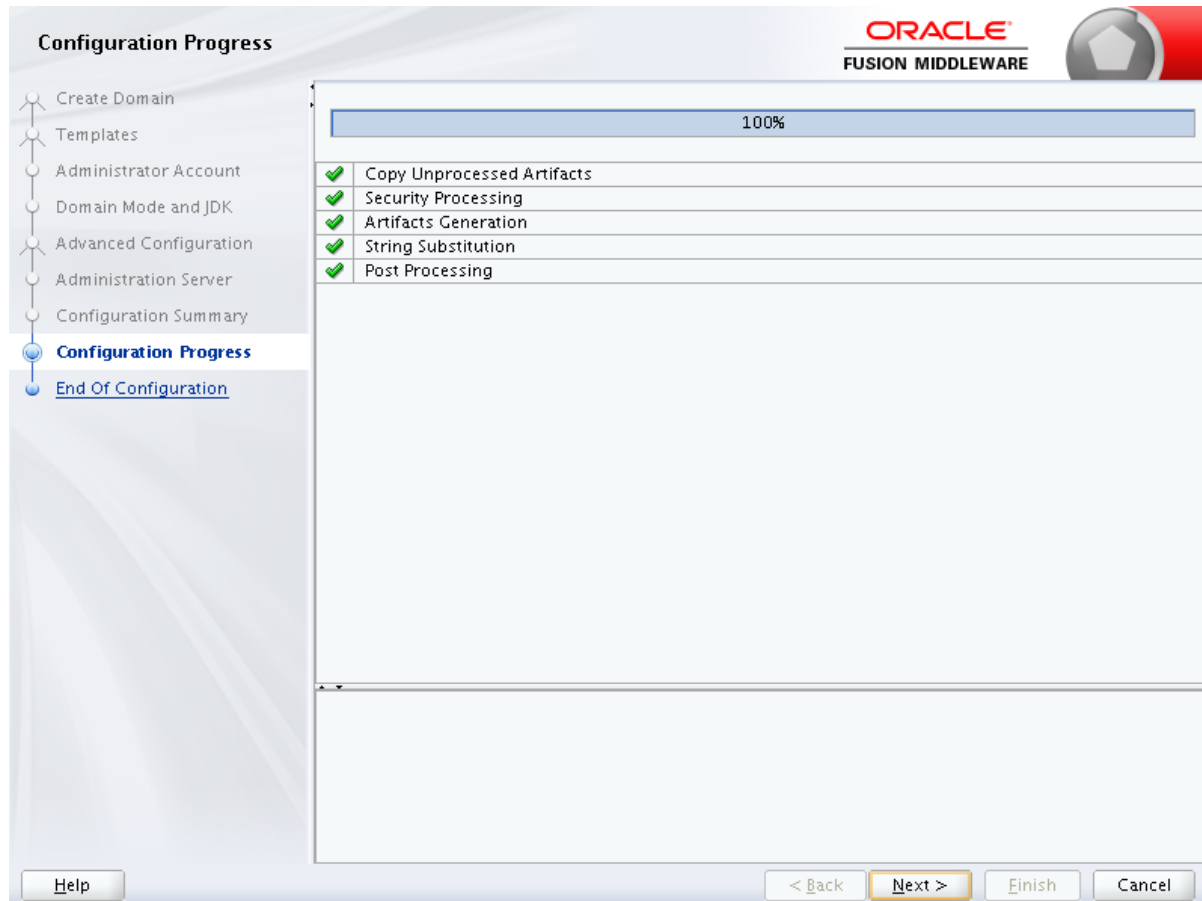 Configuration Progress
ORACLE
FUSION MIDDLEWARE
Create Domain
Templates
Administrator Account
Domain Mode and JDK
Advanced Configuration
Administration Server
Configuration Summary
Configuration Progress
End Of Configuration
100%
Copy Unprocessed Artifacts
Security Processing
Artifacts Generation
String Substitution
Post Processing
Help
< Back
Next >
Finish
Cancel